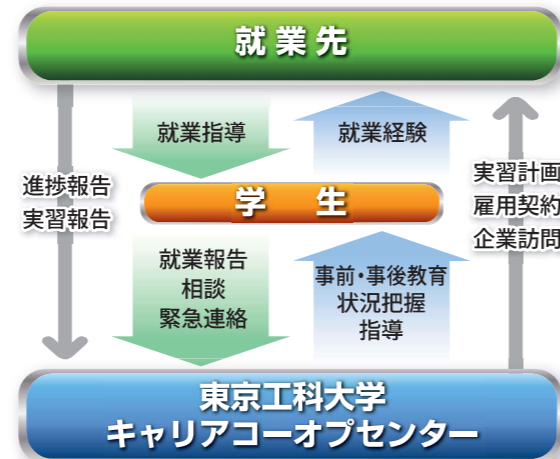 就業先
就業指導
就業経験
進捗報告
実習報告
学生
実習計画
雇用契約
企業訪問
就業報告
相談
緊急連絡
事前・事後教育
状況把握
指導
東京工科大学
キャリアコーオプセンター